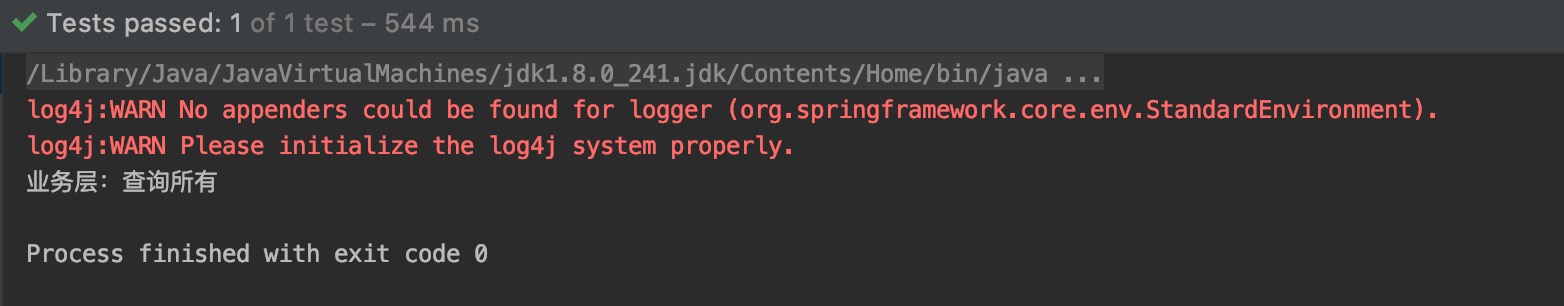 Tests passed: 1 of 1 test – 544 ms
/Library/Java/JavaVirtualMachines/jdk1.8.0_241.jdk/Contents/Home/bin/java ...
log4j:WARN No appenders could be found for logger (org.springframework.core.env.StandardEnvironment).
log4j:WARN Please initialize the log4j system properly.
业务层：查询所有
Process finished with exit code 0